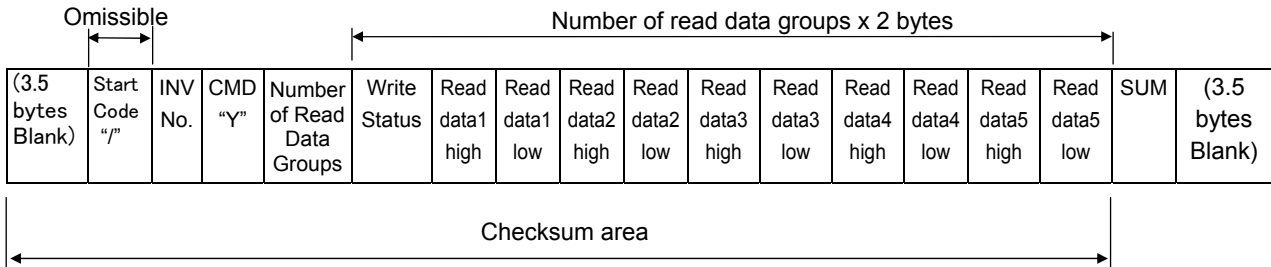 Omissible
Number of read data groups x 2 bytes
(3.5 bytes Blank)
Start Code “/”
INV No.
CMD “Y”
Number of Read Data Groups
Write Status
Read data1 high
Read data1 low
Read data2 high
Read data2 low
Read data3 high
Read data3 low
Read data4 high
Read data4 low
Read data5 high
Read data5 low
SUM
(3.5 bytes Blank)
Checksum area